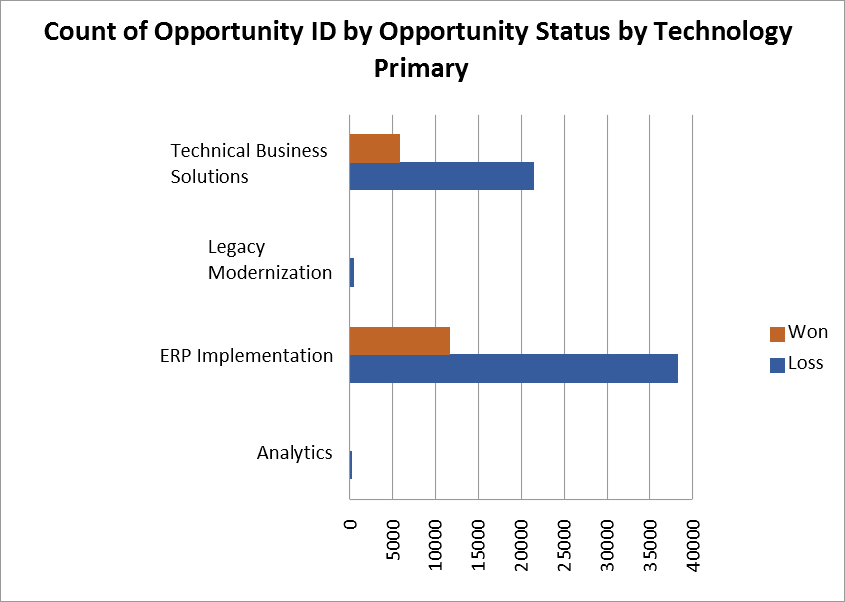 Count of Opportunity ID by Opportunity Status by Technology
Primary
Technical Business
Solutions
Legacy
Modernization
ERP Implementation
Analytics
Won
Loss
0
5000
10000
15000
20000
25000
30000
35000
40000